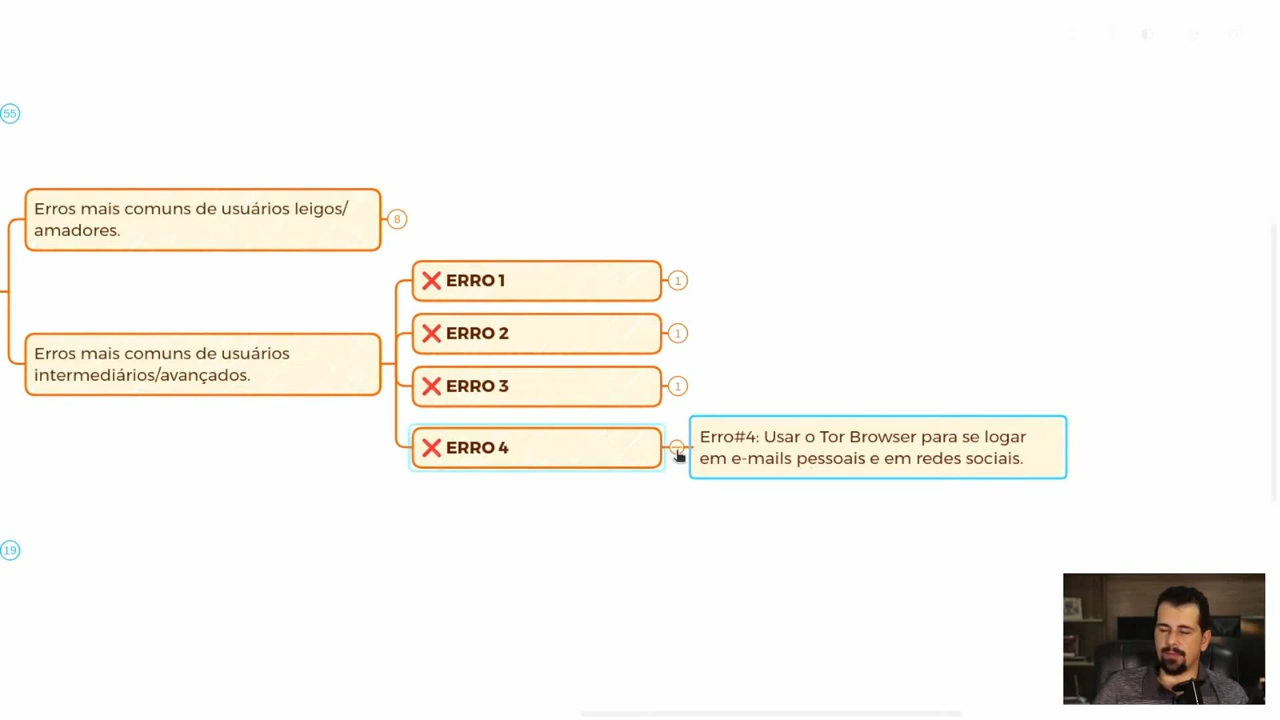 55
Erros mais comuns de usuários leigos/
amadores.
8
❌ ERRO 1
1
❌ ERRO 2
1
Erros mais comuns de usuários
intermediários/avançados.
❌ ERRO 3
1
❌ ERRO 4
Erro#4: Usar o Tor Browser para se logar
em e-mails pessoais e em redes sociais.
19